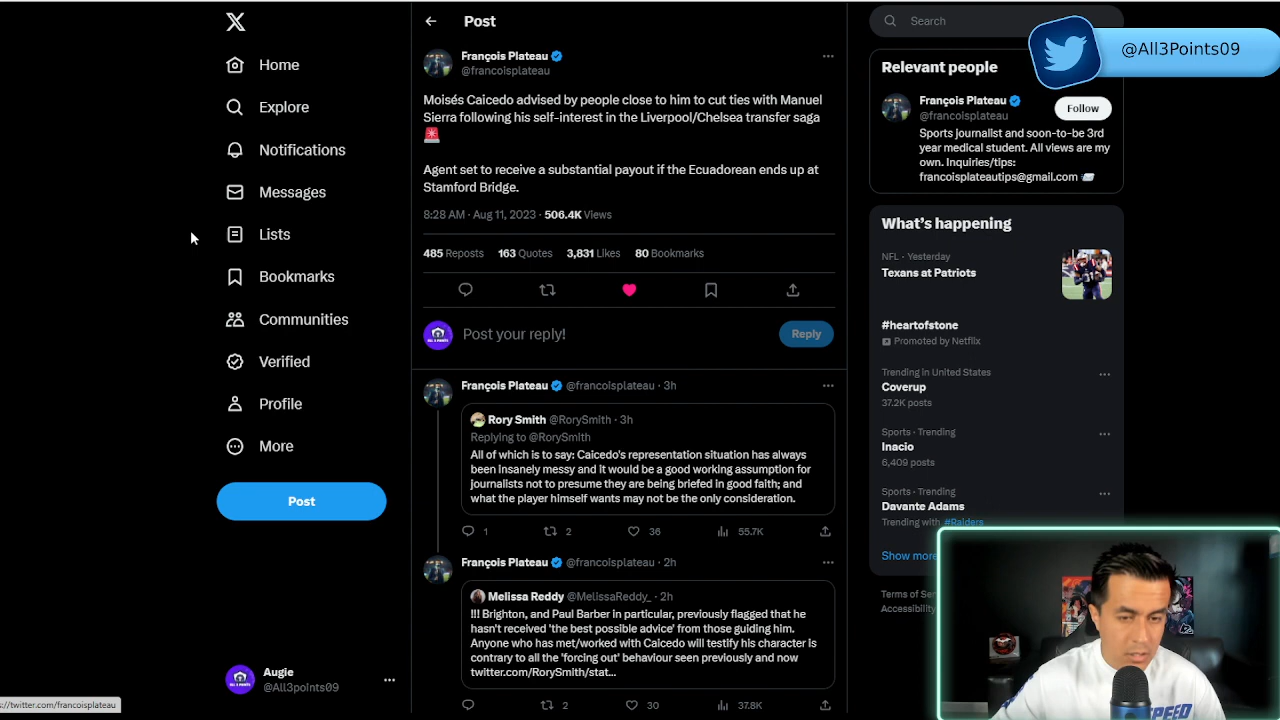 Home
Explore
Notifications
Messages
Lists
Bookmarks
Communities
Verified
Profile
More
Post
Augie
@All3points09
s://twitter.com/francoisplateau
Post
François Plateau
@francoisplateau
Moisés Caicedo advised by people close to him to cut ties with Manuel
Sierra following his self-interest in the Liverpool/Chelsea transfer saga
🚨
Agent set to receive a substantial payout if the Ecuadorean ends up at
Stamford Bridge.
8:28 AM · Aug 11, 2023 · 506.4K Views
485 Reposts 163 Quotes 3,831 Likes 80 Bookmarks
Post your reply!
Reply
François Plateau @francoisplateau · 3h
Rory Smith @RorySmith · 3h
Replying to @RorySmith
All of which is to say: Caicedo's representation situation has always
been insanely messy and it would be a good working assumption for
journalists not to presume they are being briefed in good faith; and
what the player himself wants may not be the only consideration.
1 2 36 55.7K
François Plateau @francoisplateau · 2h
Melissa Reddy @MelissaReddy_ · 2h
!!! Brighton, and Paul Barber in particular, previously flagged that he
hasn't received 'the best possible advice' from those guiding him.
Anyone who has met/worked with Caicedo will testify his character is
contrary to all the 'forcing out' behaviour seen previously and now
twitter.com/RorySmith/stat...
2 30 37.8K
Search
@All3Points09
Relevant people
François Plateau
@francoisplateau
Follow
Sports journalist and soon-to-be 3rd
year medical student. All views are my
own. Inquiries/tips:
francoisplateautips@gmail.com 📨
What's happening
NFL · Yesterday
Texans at Patriots
#heartofstone
Promoted by Netflix
Trending in United States
Coverup
37.2K posts
Sports · Trending
Inacio
6,409 posts
Sports · Trending
Davante Adams
Trending with #Raiders
Show more
Terms of Ser
Accessibility
SPEED